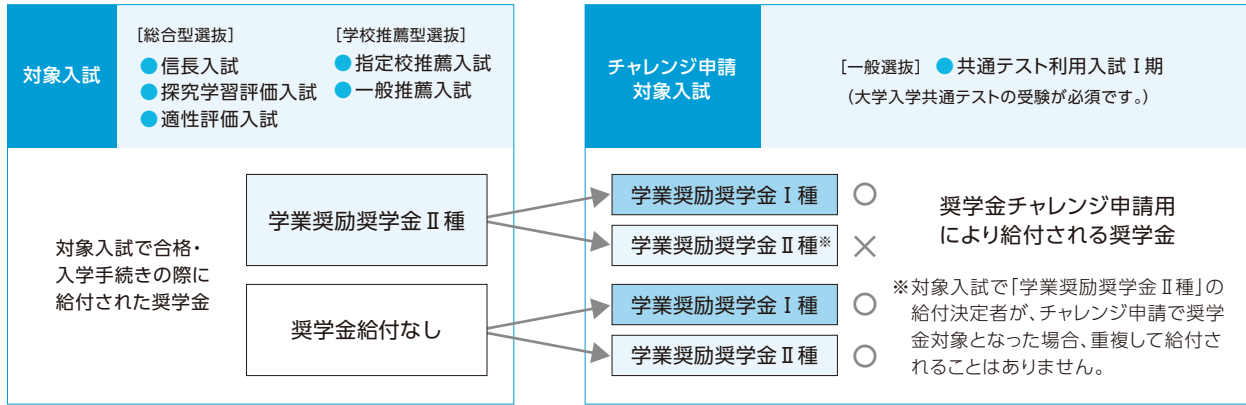 対象入試
[総合型選抜]
●信長入試
●探究学習評価入試
●適性評価入試
[学校推薦型選抜]
●指定校推薦入試
●一般推薦入試
対象入試で合格・
入学手続きの際に
給付された奨学金
学業奨励奨学金Ⅱ種
奨学金給付なし
チャレンジ申請
対象入試
[一般選抜] ●共通テスト利用入試Ⅰ期
(大学入学共通テストの受験が必須です。)
学業奨励奨学金Ⅰ種 ○
学業奨励奨学金Ⅱ種※ ×
学業奨励奨学金Ⅰ種 ○
学業奨励奨学金Ⅱ種 ○
奨学金チャレンジ申請用
により給付される奨学金
※対象入試で「学業奨励奨学金Ⅱ種」の
給付決定者が、チャレンジ申請で奨学
金対象となった場合、重複して給付さ
れることはありません。